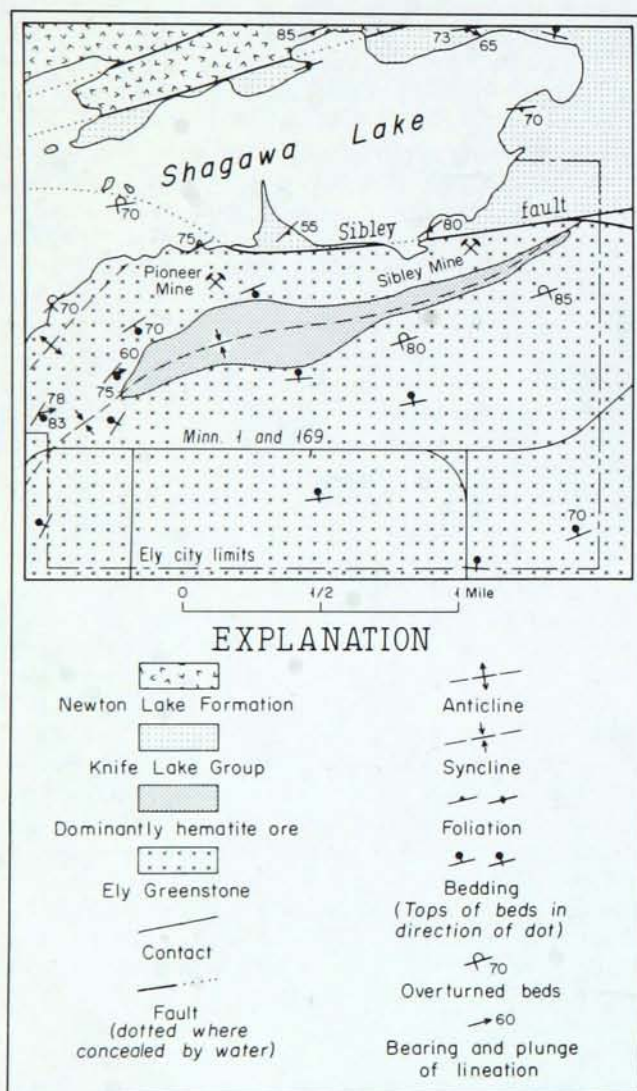 85
73
65
70
Shagawa Lake
70
55
80
75
Sibley fault
Pioneer
Mine
Sibley Mine
70
70
85
80
60
75
78
83
Minn. 1 and 169
70
Ely city limits
0 1/2 1 Mile
EXPLANATION
Newton Lake Formation
Knife Lake Group
Dominantly hematite ore
Ely Greenstone
Contact
Fault
(dotted where
concealed by water)
Anticline
Syncline
Foliation
Bedding
(Tops of beds in
direction of dot)
70
Overturned beds
60
Bearing and plunge
of lineation